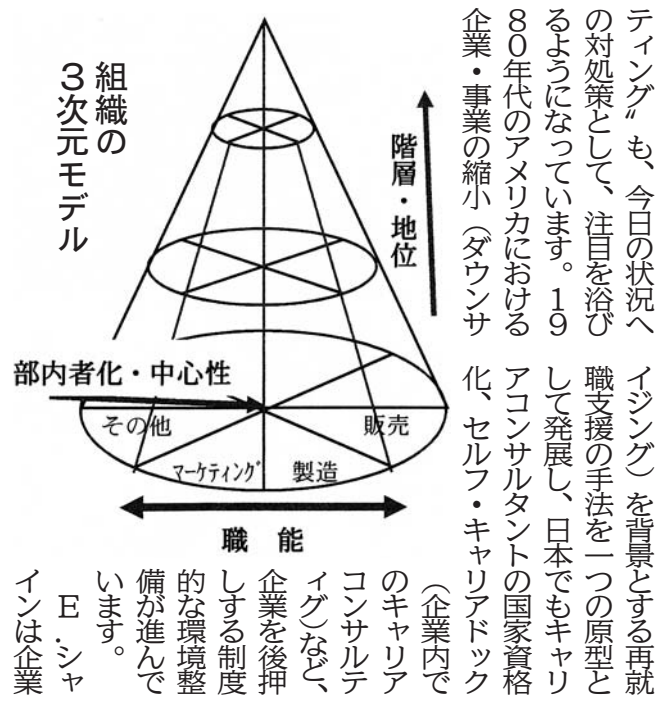 ティング〟も、今日の状況へ
の対処策として、注目を浴び
るようになっています。19
80年代のアメリカにおける
企業・事業の縮小（ダウンサ
イジング）を背景とする再就
職支援の手法を一つの原型と
して発展し、日本でもキャリ
アコンサルタントの国家資格
化、セルフ・キャリアドック
（企業内で
のキャリア
コンサルテ
ィグ）など、
企業を後押
しする制度
的な環境整
備が進んで
います。
E.シャ
インは企業
組織の
3次元モデル
階層・地位
部内者化・中心性
その他
販売
マーケティング
製造
職能